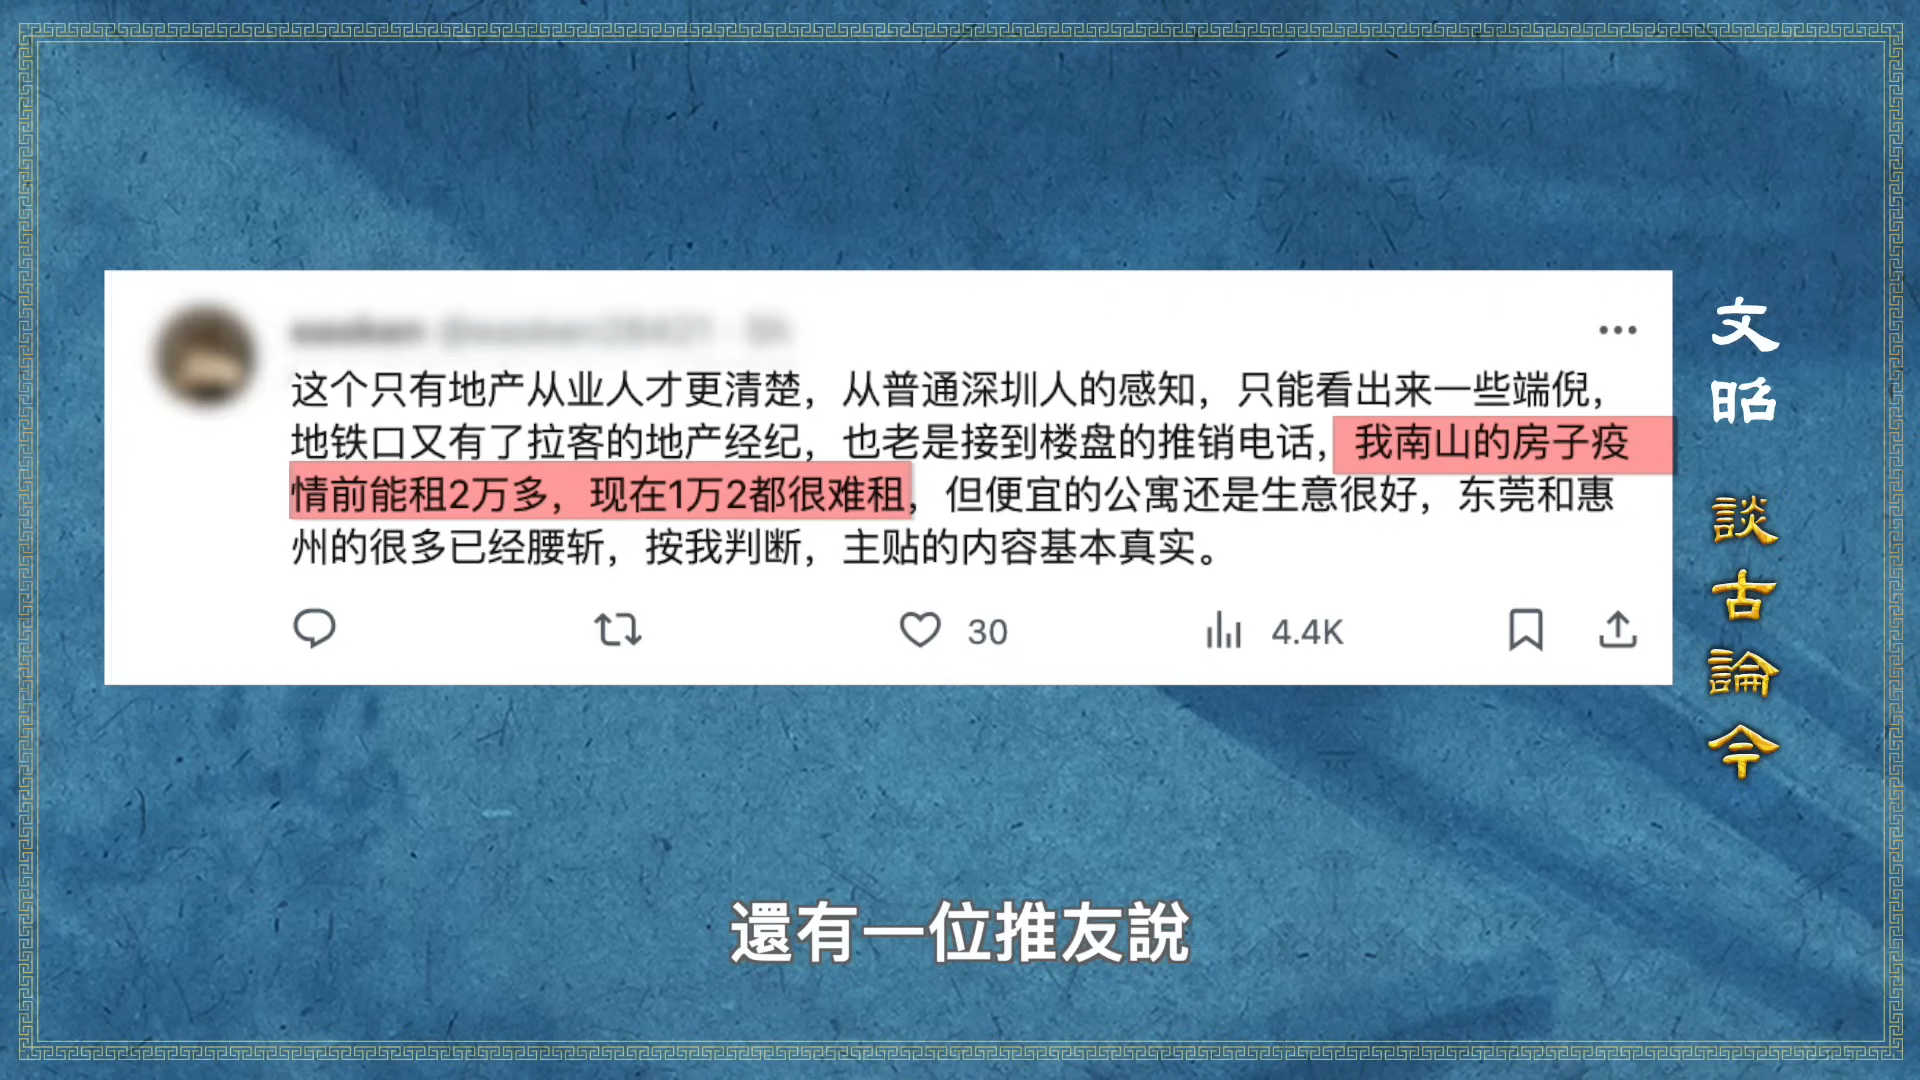 这个只有地产从业人才更清楚，从普通深圳人的感知，只能看出来一些端倪，
地铁口又有了拉客的地产经纪，也老是接到楼盘的推销电话，我南山的房子疫
情前能租2万多，现在1万2都很难租，但便宜的公寓还是生意很好，东莞和惠
州的很多已经腰斩，按我判断，主贴的内容基本真实。
30
4.4K
文昭
談古論今
還有一位推友說